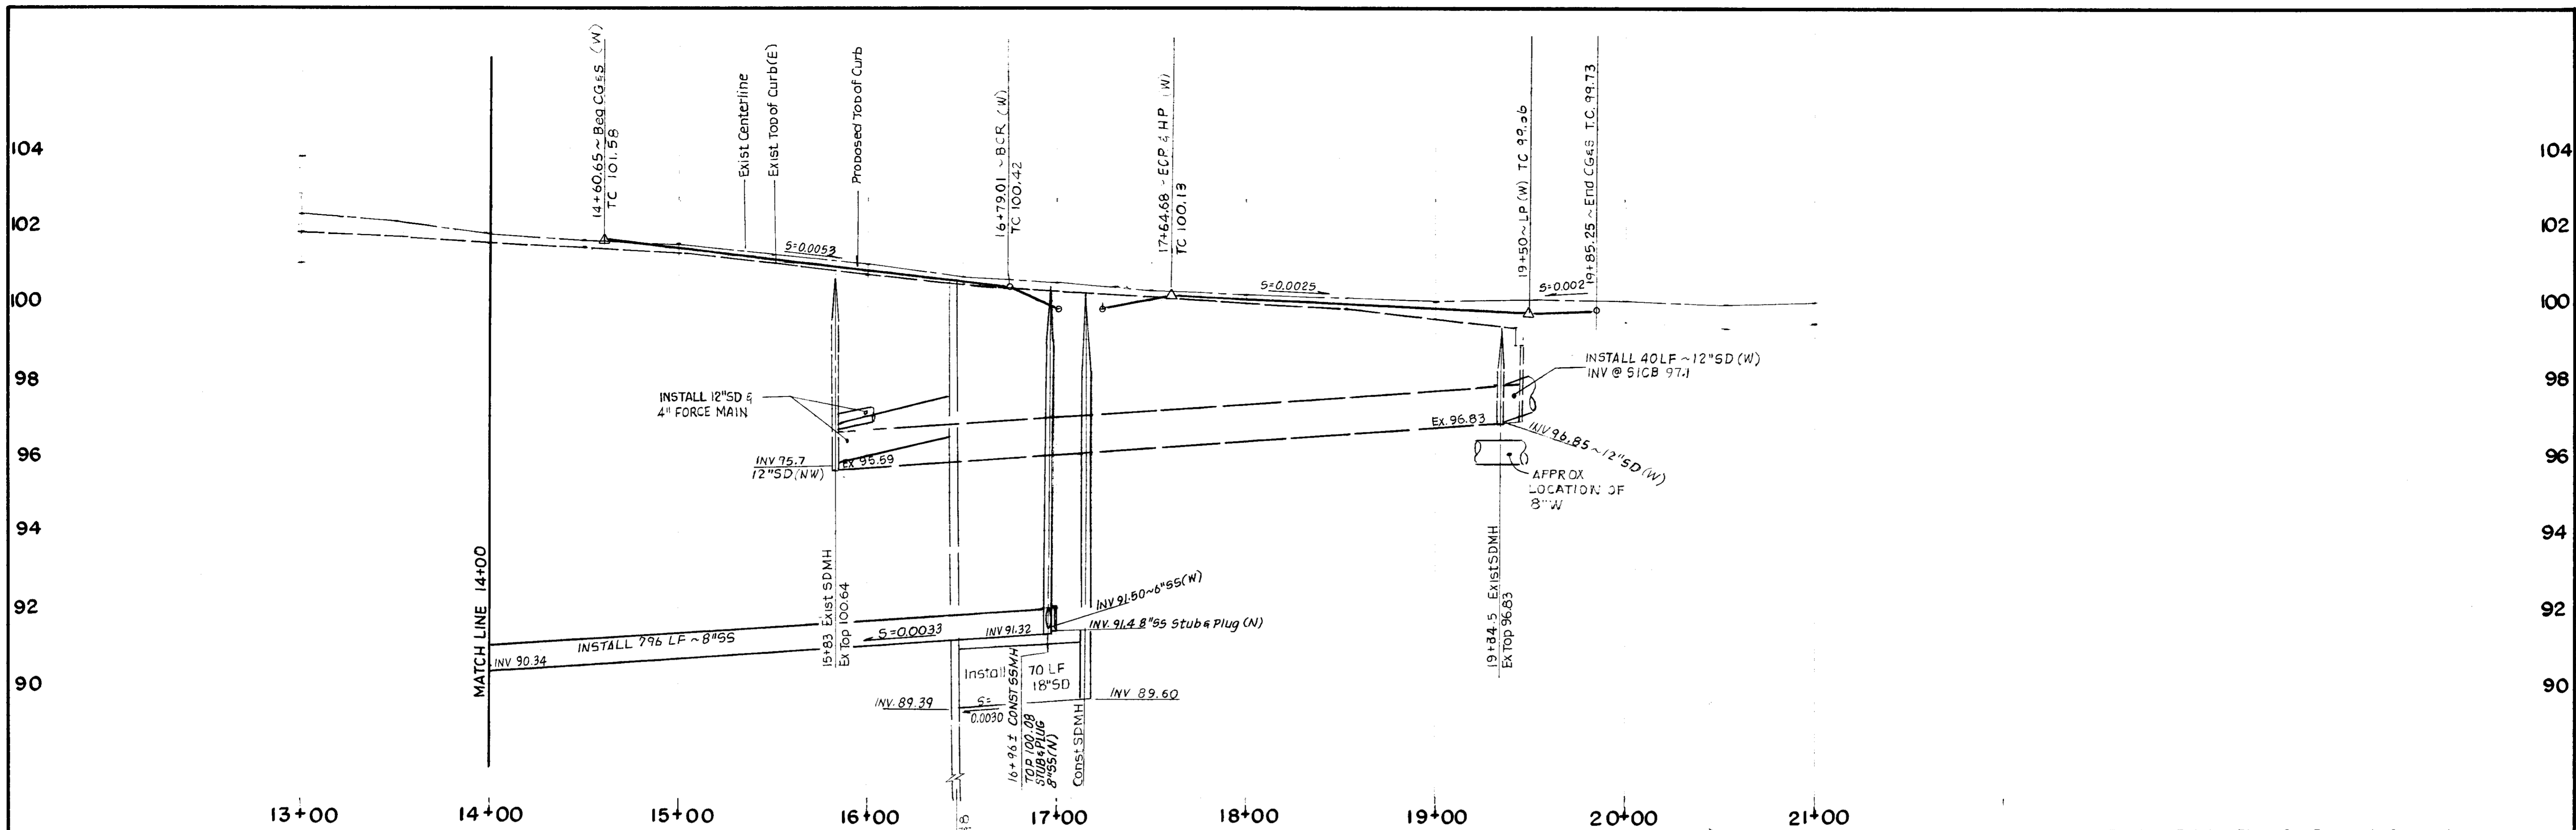 14+60.65 ~ Beg CG&S (W)
TC 101.58
Exist Centerline
Exist Top of Curb (E)
Proposed Top of Curb
16+79.01 ~ BCR (W)
TC 100.42
17+64.68 ~ ECR & HP (W)
TC 100.13
19+50 ~ LP (W) TC 99.66
19+85.25 ~ End CG&S T.C. 99.73
104
104
102
102
100
100
98
98
96
96
94
94
92
92
90
90
S=0.0053
S=0.0025
S=0.002
INSTALL 12"SD &
4" FORCE MAIN
INSTALL 40LF ~ 12"SD (W)
INV @ SICB 97.1
INV 75.7
12"SD (NW)
EX 95.59
Ex. 96.83
INV 96.85 ~ 12"SD (W)
APPROX
LOCATION OF
8"W
MATCH LINE 14+00
15+83 Exist SDMH
Ex Top 100.64
19+84.5 Exist SDMH
Ex Top 96.83
INV 91.50 ~ 6"SS (W)
INV. 91.4 8"SS Stub & Plug (N)
INSTALL 796 LF ~ 8"SS
S=0.0033
INV 91.32
INV 90.34
Install 70 LF
18"SD
INV. 89.39
S=
0.0030
INV 89.60
16+96± CONST SSMH
TOP 100.08
STUB & PLUG
8"SS (N)
Const SDMH
13+00
14+00
15+00
16+00
17+00
18+00
19+00
20+00
21+00